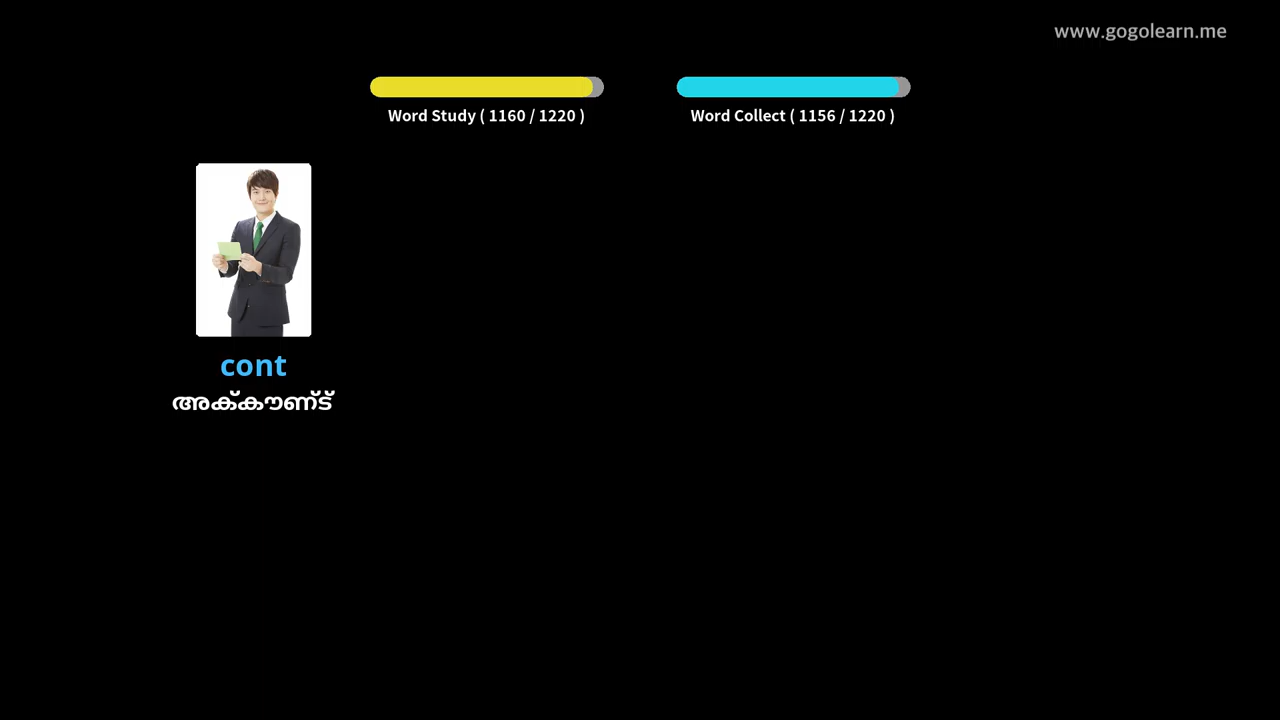 www.gogolearn.me
Word Study ( 1160 / 1220 )
Word Collect ( 1156 / 1220 )
cont
അക്കൗണ്ട്